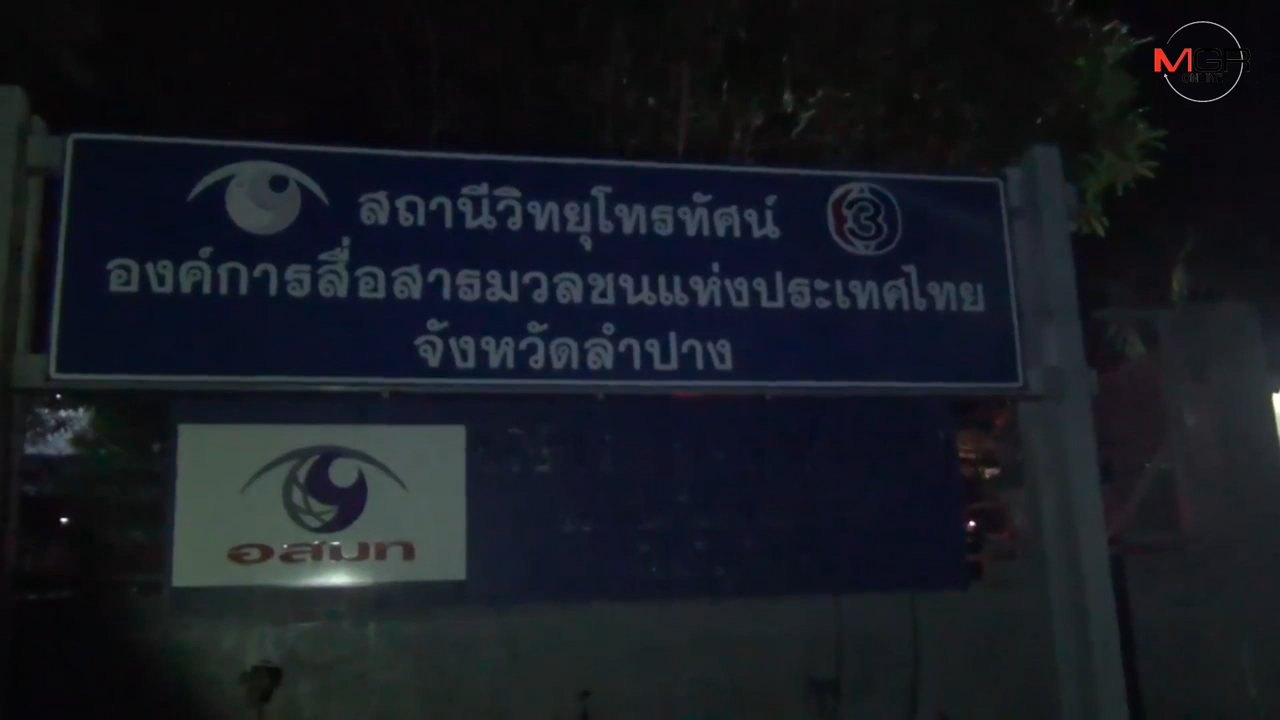 MGR
ONLINE
สถานีวิทยุโทรทัศน์
3
องค์การสื่อสารมวลชนแห่งประเทศไทย
จังหวัดลำปาง
อสมท